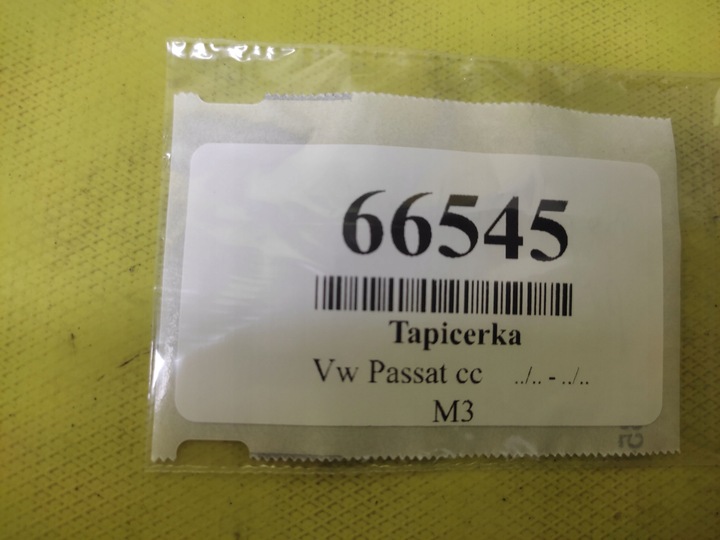 66545
Tapicerka
Vw Passat cc ../.. - ../..
M3